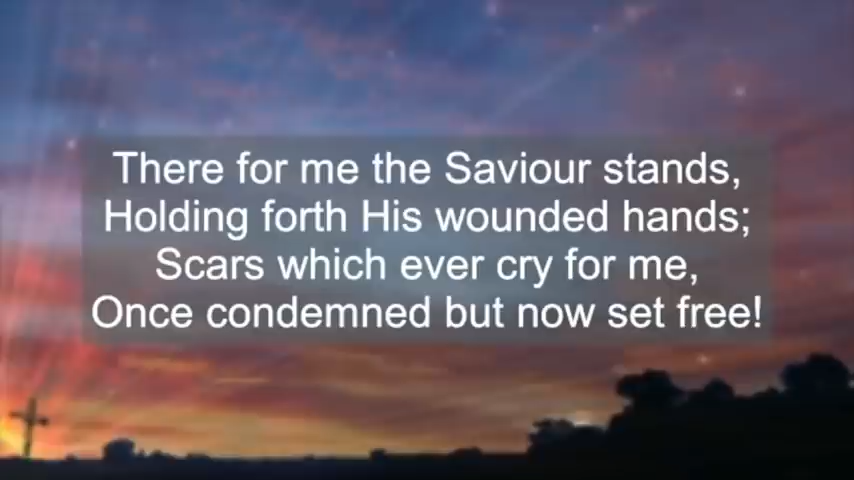 There for me the Saviour stands,
Holding forth His wounded hands;
Scars which ever cry for me,
Once condemned but now set free!